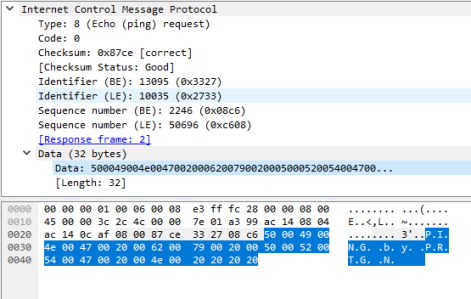 Internet Control Message Protocol
Type: 8 (Echo (ping) request)
Code: 0
Checksum: 0x87ce [correct]
[Checksum Status: Good]
Identifier (BE): 13095 (0x3327)
Identifier (LE): 10035 (0x2733)
Sequence number (BE): 2246 (0x08c6)
Sequence number (LE): 50696 (0xc608)
[Response frame: 2]
Data (32 bytes)
Data: 500049004e0047002000620079002000500052005400​4700...
[Length: 32]
0000 00 00 00 01 00 06 00 08 e3 ff fc 28 00 00 08 00 ........ ...(....
0010 45 00 00 3c 2c 4c 00 00 7e 01 a3 99 ac 14 08 04 E..<,L.. ~.......
0020 ac 14 0c af 08 00 87 ce 33 27 08 c6 50 00 49 00 ........ 3'..P.I.
0030 4e 00 47 00 20 00 62 00 79 00 20 00 50 00 52 00 N.G. .b. y. .P.R.
0040 54 00 47 00 20 00 4e 00 20 20 20 20 T.G. .N.